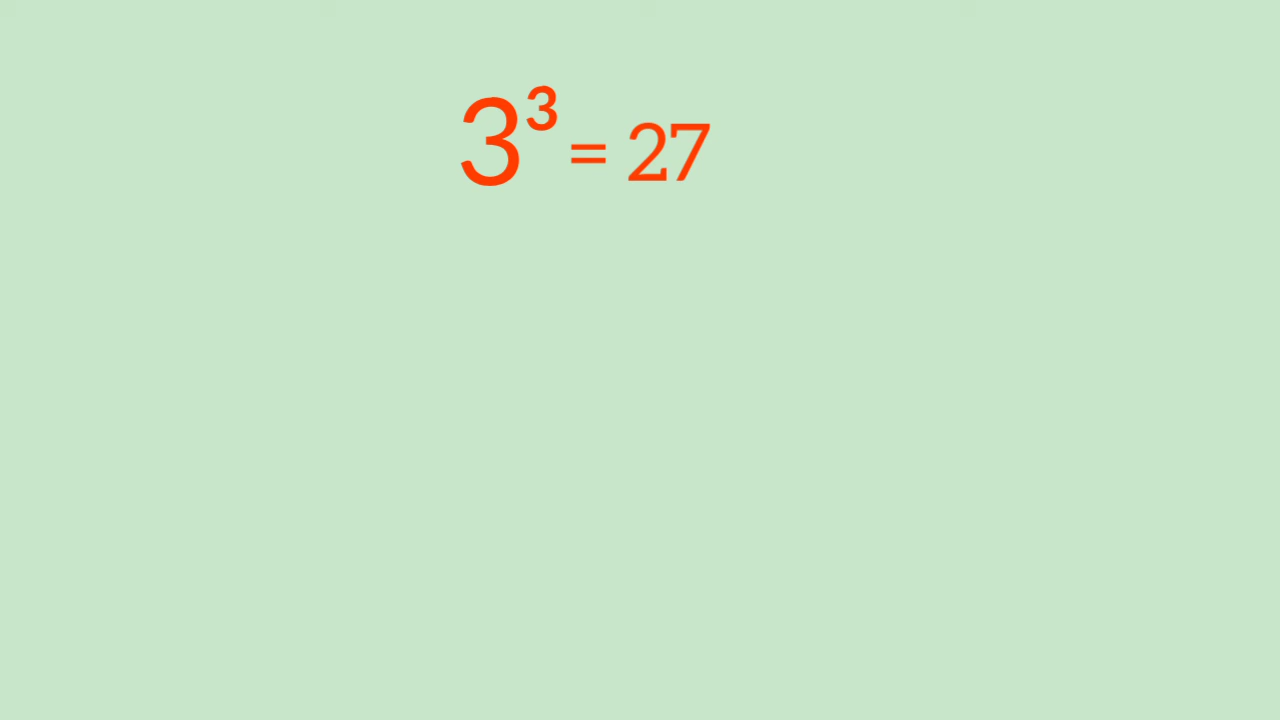 3³ = 27